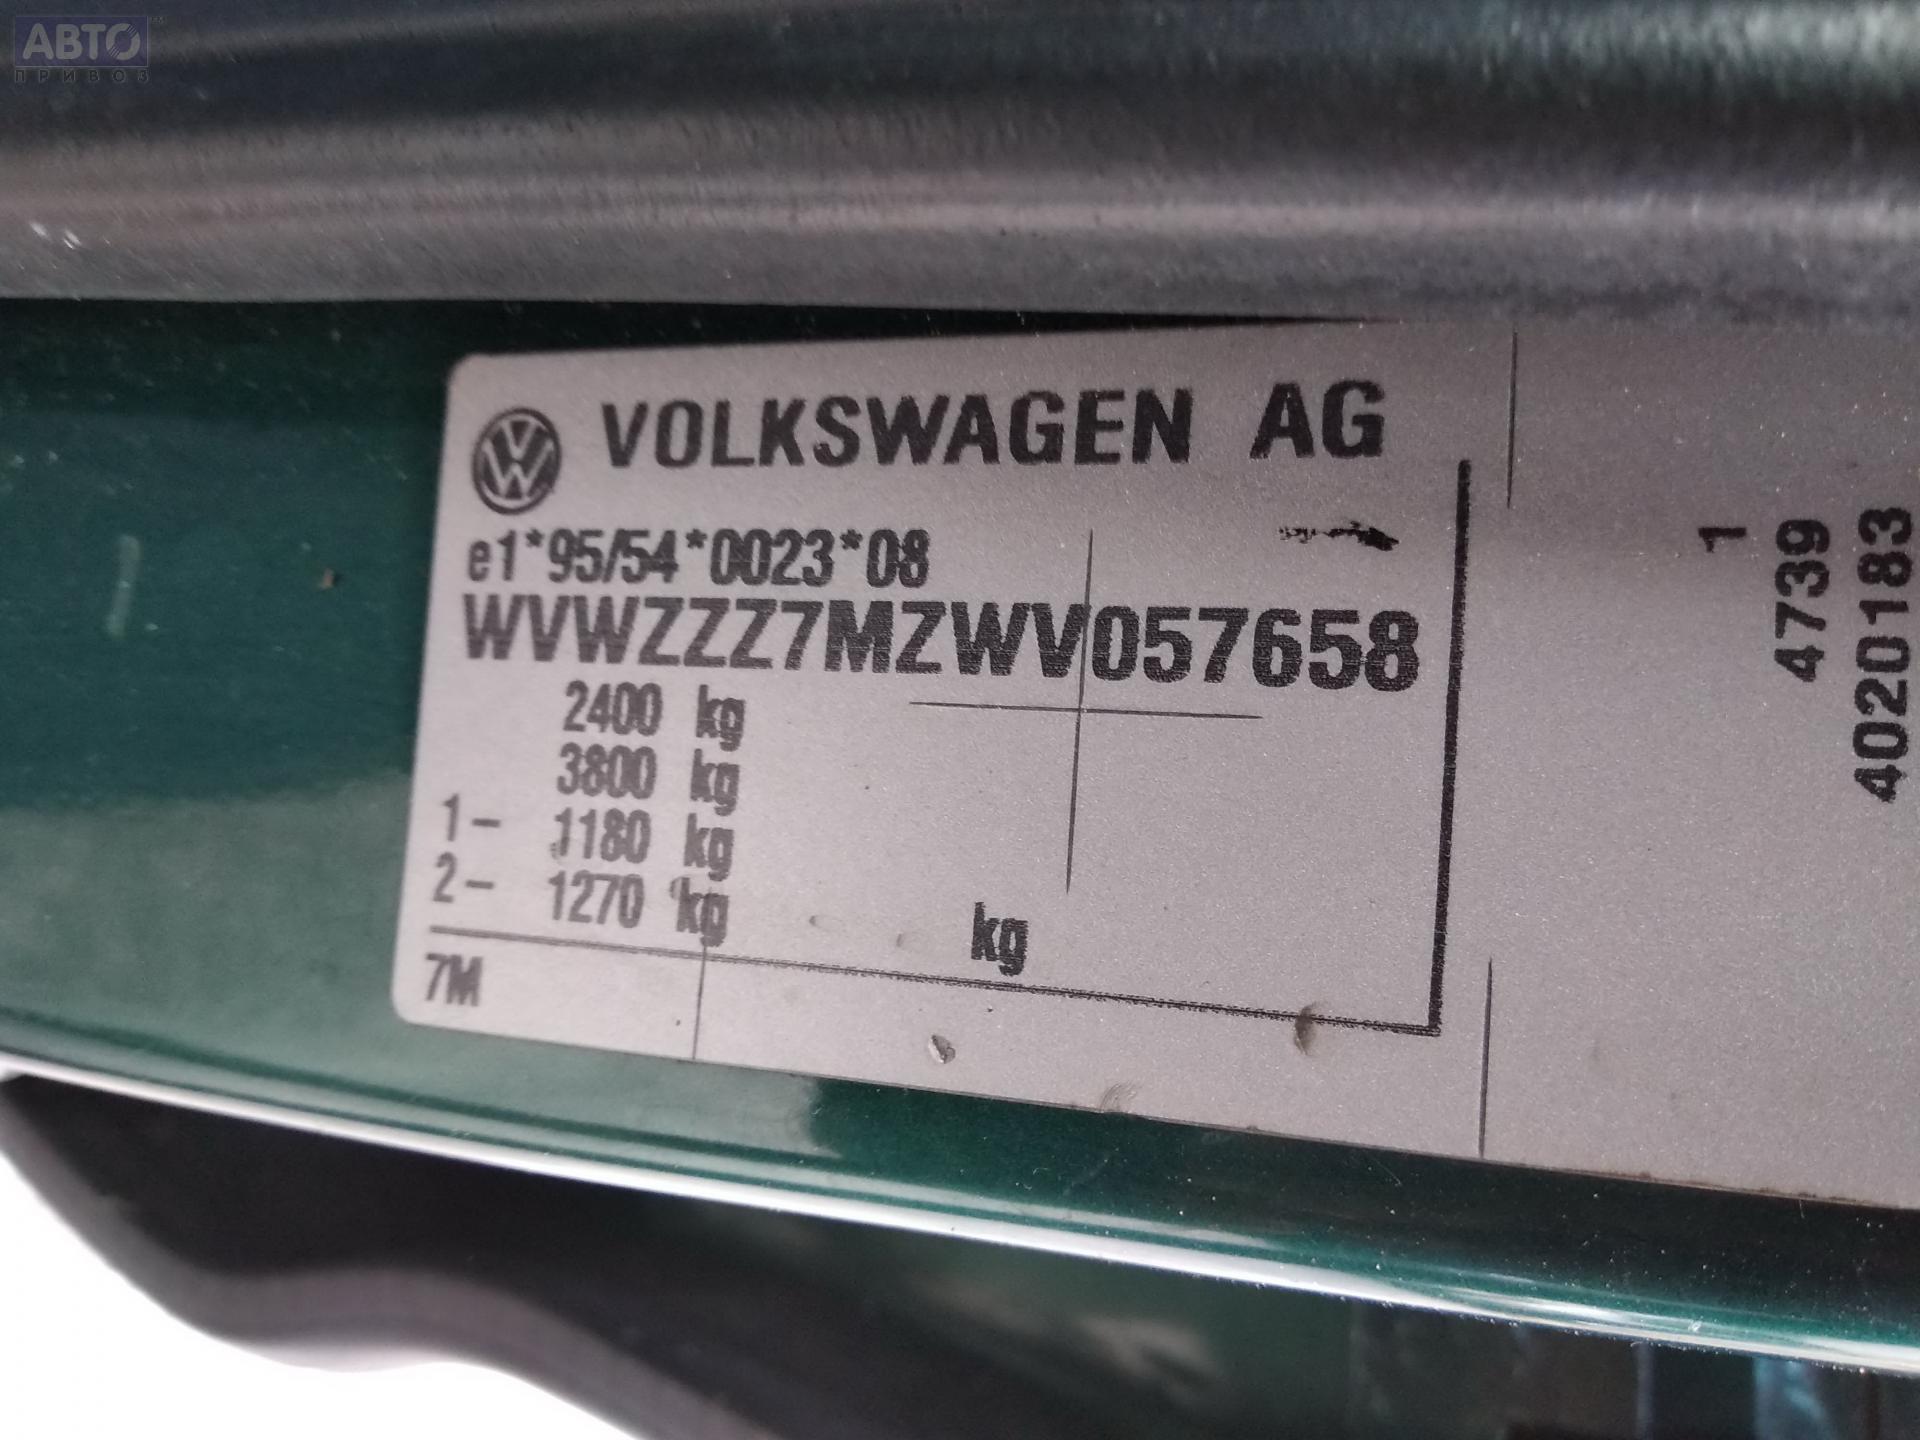 АВТО
ПРИВОЗ
VOLKSWAGEN AG
e1*95/54*0023*08
WVWZZZ7MZWV057658
2400 kg
3800 kg
1- 1180 kg
2- 1270 kg
kg
7M
1
4739
4020183